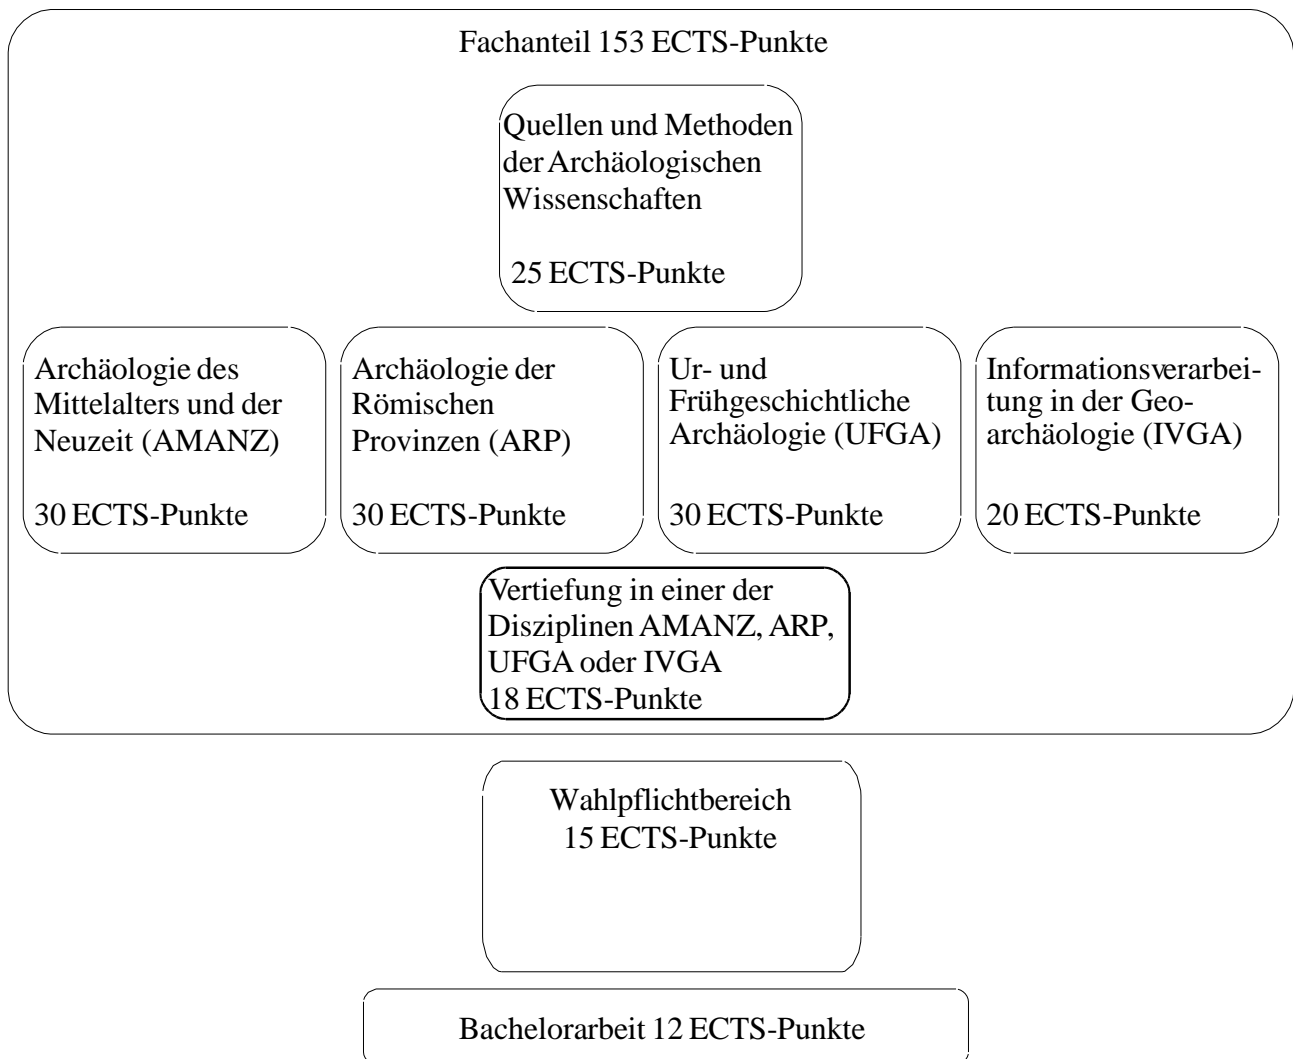 Fachanteil 153 ECTS-Punkte
Quellen und Methoden
der Archäologischen
Wissenschaften
25 ECTS-Punkte
Archäologie des
Mittelalters und der
Neuzeit (AMANZ)
30 ECTS-Punkte
Archäologie der
Römischen
Provinzen (ARP)
30 ECTS-Punkte
Ur- und
Frühgeschichtliche
Archäologie (UFGA)
30 ECTS-Punkte
Informationsverarbei-
tung in der Geo-
archäologie (IVGA)
20 ECTS-Punkte
Vertiefung in einer der
Disziplinen AMANZ, ARP,
UFGA oder IVGA
18 ECTS-Punkte
Wahlpflichtbereich
15 ECTS-Punkte
Bachelorarbeit 12 ECTS-Punkte